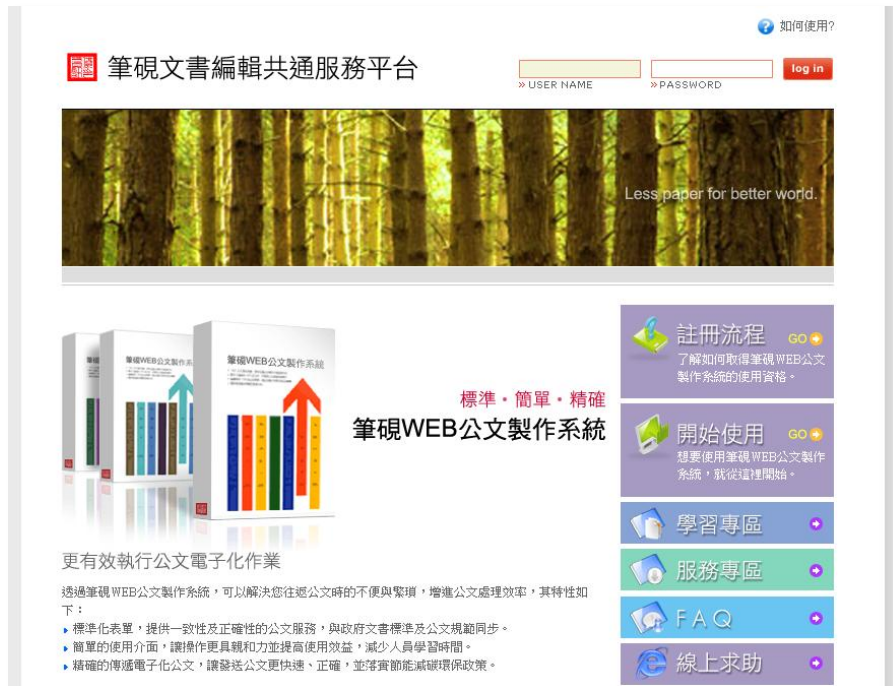 如何使用?
筆硯文書編輯共通服務平台
log in
» USER NAME
» PASSWORD
Less paper for better world.
筆硯WEB公文製作系統
筆硯WEB公文製作系統
標準・簡單・精確
筆硯WEB公文製作系統
註冊流程 GO
了解如何取得筆硯WEB公文
製作系統的使用資格。
開始使用 GO
想要使用筆硯WEB公文製作
系統,就從這裡開始。
學習專區
服務專區
FAQ
線上求助
更有效執行公文電子化作業
透過筆硯WEB公文製作系統,可以解決您往返公文時的不便與繁瑣,增進公文處理效率,其特性如
下:
標準化表單,提供一致性及正確性的公文服務,與政府文書標準及公文規範同步。
簡單的使用介面,讓操作更具親和力並提高使用效益,減少人員學習時間。
精確的傳遞電子化公文,讓發送公文更快速、正確,並落實節能減碳環保政策。